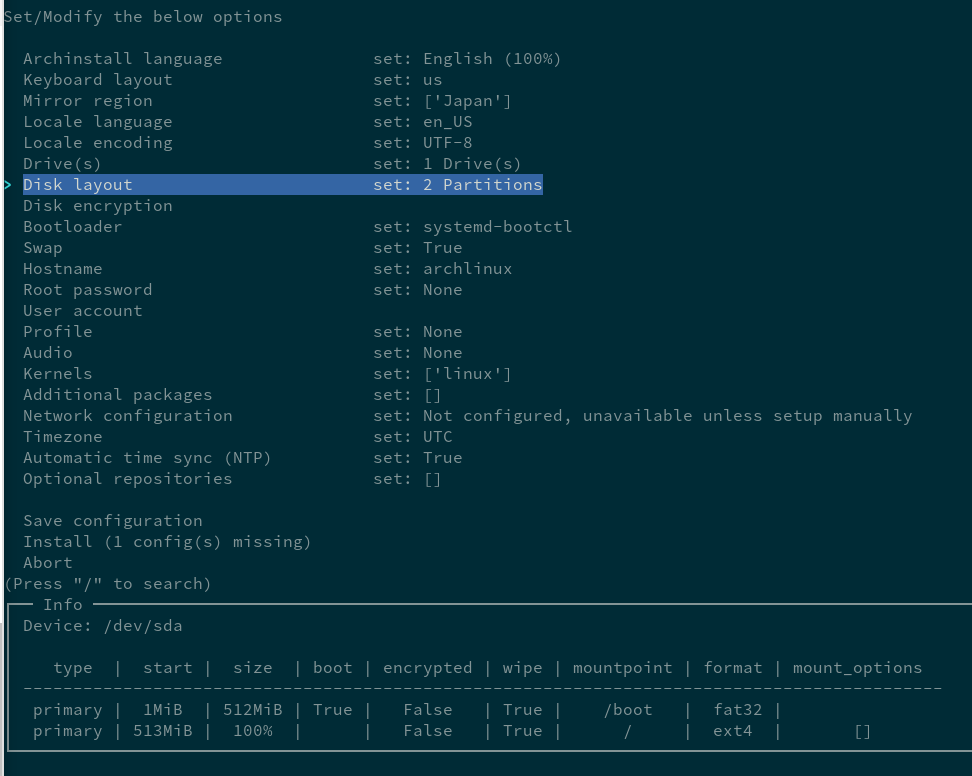 Set/Modify the below options
Archinstall language set: English (100%)
Keyboard layout set: us
Mirror region set: ['Japan']
Locale language set: en_US
Locale encoding set: UTF-8
Drive(s) set: 1 Drive(s)
> Disk layout set: 2 Partitions
Disk encryption
Bootloader set: systemd-bootctl
Swap set: True
Hostname set: archlinux
Root password set: None
User account
Profile set: None
Audio set: None
Kernels set: ['linux']
Additional packages set: []
Network configuration set: Not configured, unavailable unless setup manually
Timezone set: UTC
Automatic time sync (NTP) set: True
Optional repositories set: []
Save configuration
Install (1 config(s) missing)
Abort
(Press "/" to search)
Info
Device: /dev/sda
type | start | size | boot | encrypted | wipe | mountpoint | format | mount_options
--------------------------------------------------------------------------------------------
primary | 1MiB | 512MiB | True | False | True | /boot | fat32 |
primary | 513MiB | 100% | | False | True | / | ext4 | []